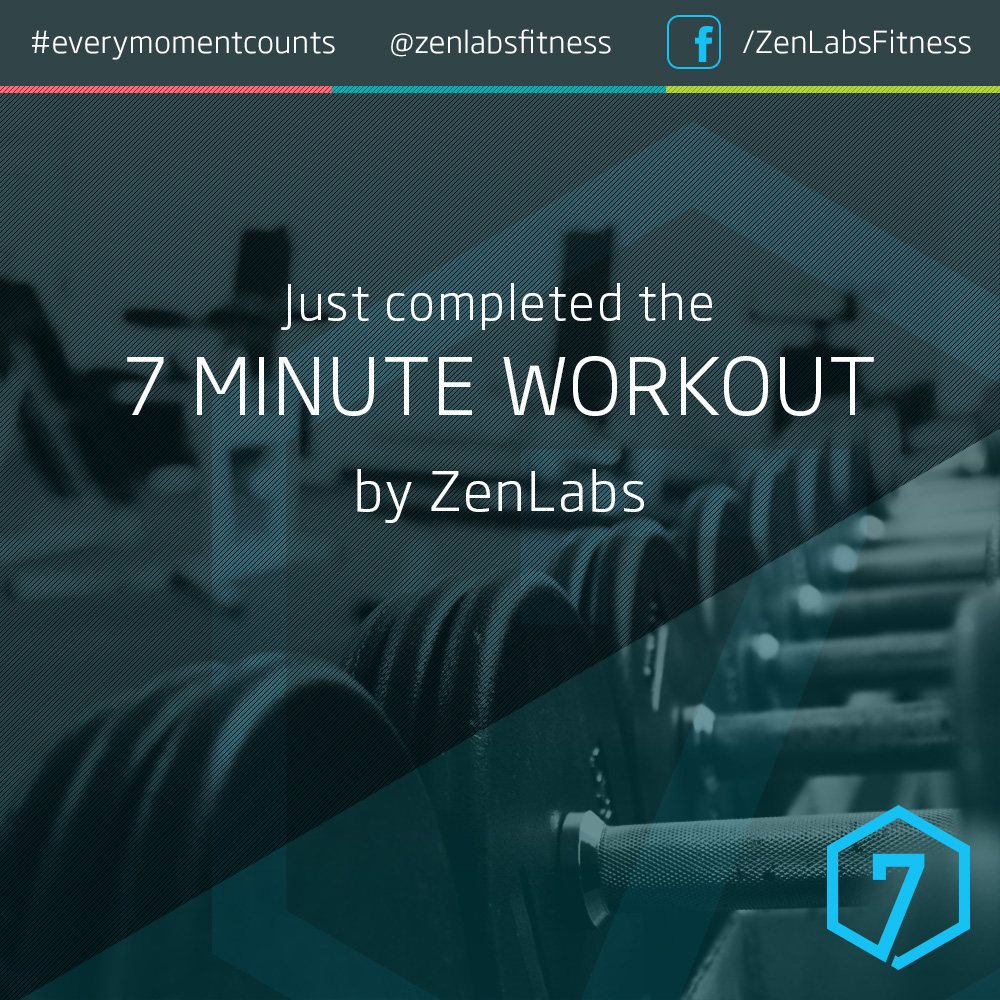 #everymomentcounts @zenlabsfitness f /ZenLabsFitness
Just completed the
7 MINUTE WORKOUT
by ZenLabs
7